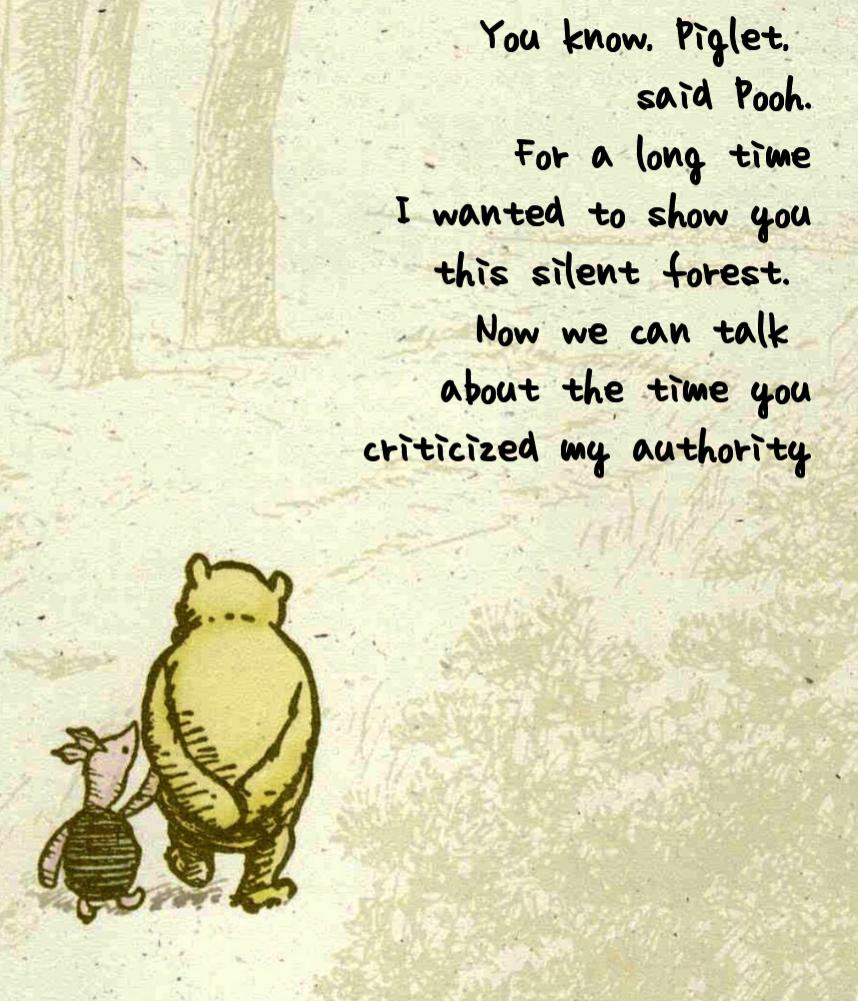 You know. Piglet.
said Pooh.
For a long time
I wanted to show you
this silent forest.
Now we can talk
about the time you
criticized my authority